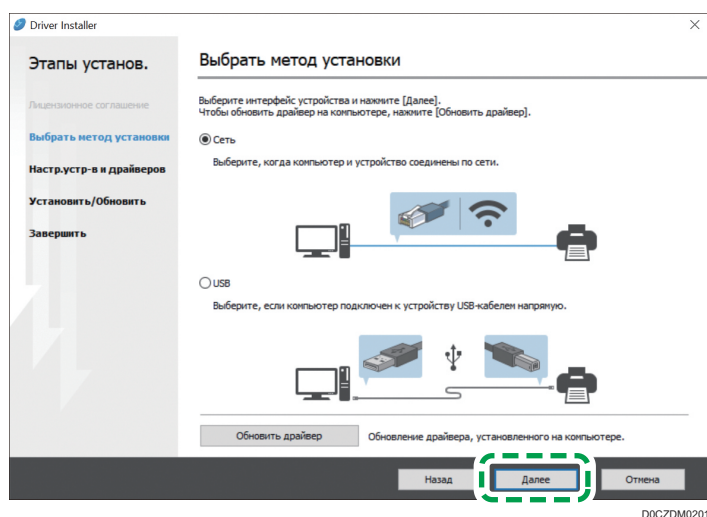 Driver Installer
Этапы установ.
Лицензионное соглашение
Выбрать метод установки
Настр.устр-в и драйверов
Установить/Обновить
Завершить
Выбрать метод установки
Выберите интерфейс устройства и нажмите [Далее].
Чтобы обновить драйвер на компьютере, нажмите [Обновить драйвер].
Сеть
Выберите, когда компьютер и устройство соединены по сети.
USB
Выберите, если компьютер подключен к устройству USB-кабелем напрямую.
Обновить драйвер
Обновление драйвера, установленного на компьютере.
Назад
Далее
Отмена
D0CZDM0201